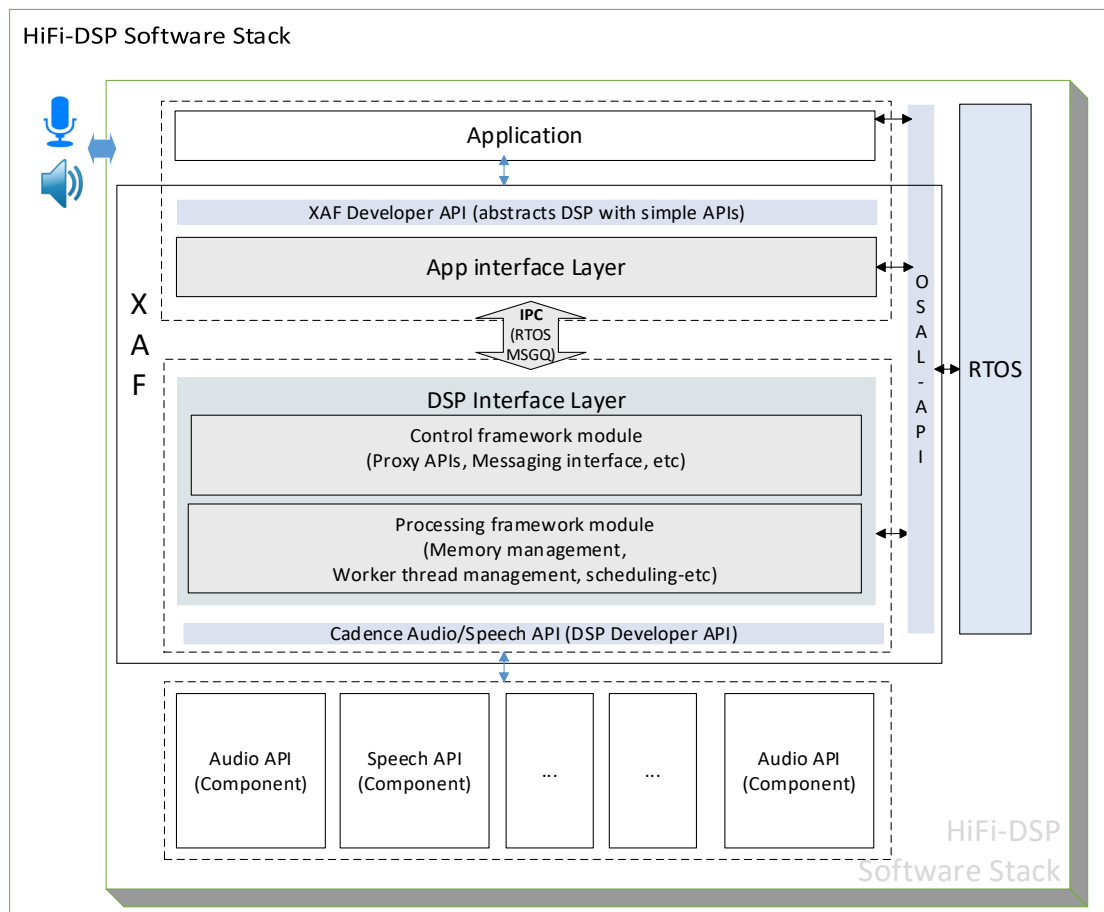 HiFi-DSP Software Stack
Application
XAF Developer API (abstracts DSP with simple APIs)
App interface Layer
X
A
F
IPC
(RTOS
MSGQ)
O
S
A
L
-
A
P
I
RTOS
DSP Interface Layer
Control framework module
(Proxy APIs, Messaging interface, etc)
Processing framework module
(Memory management,
Worker thread management, scheduling-etc)
Cadence Audio/Speech API (DSP Developer API)
Audio API
(Component)
Speech API
(Component)
...
...
Audio API
(Component)
HiFi-DSP
Software Stack